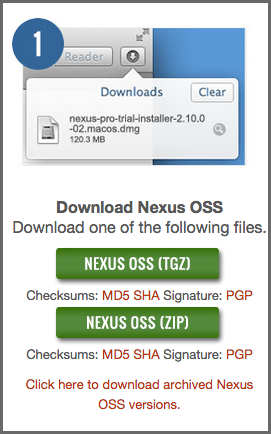 1
Reader
Downloads
Clear
nexus-pro-trial-installer-2.10.0
-02.macos.dmg
120.3 MB
Download Nexus OSS
Download one of the following files.
NEXUS OSS (TGZ)
Checksums: MD5 SHA Signature: PGP
NEXUS OSS (ZIP)
Checksums: MD5 SHA Signature: PGP
Click here to download archived Nexus
OSS versions.